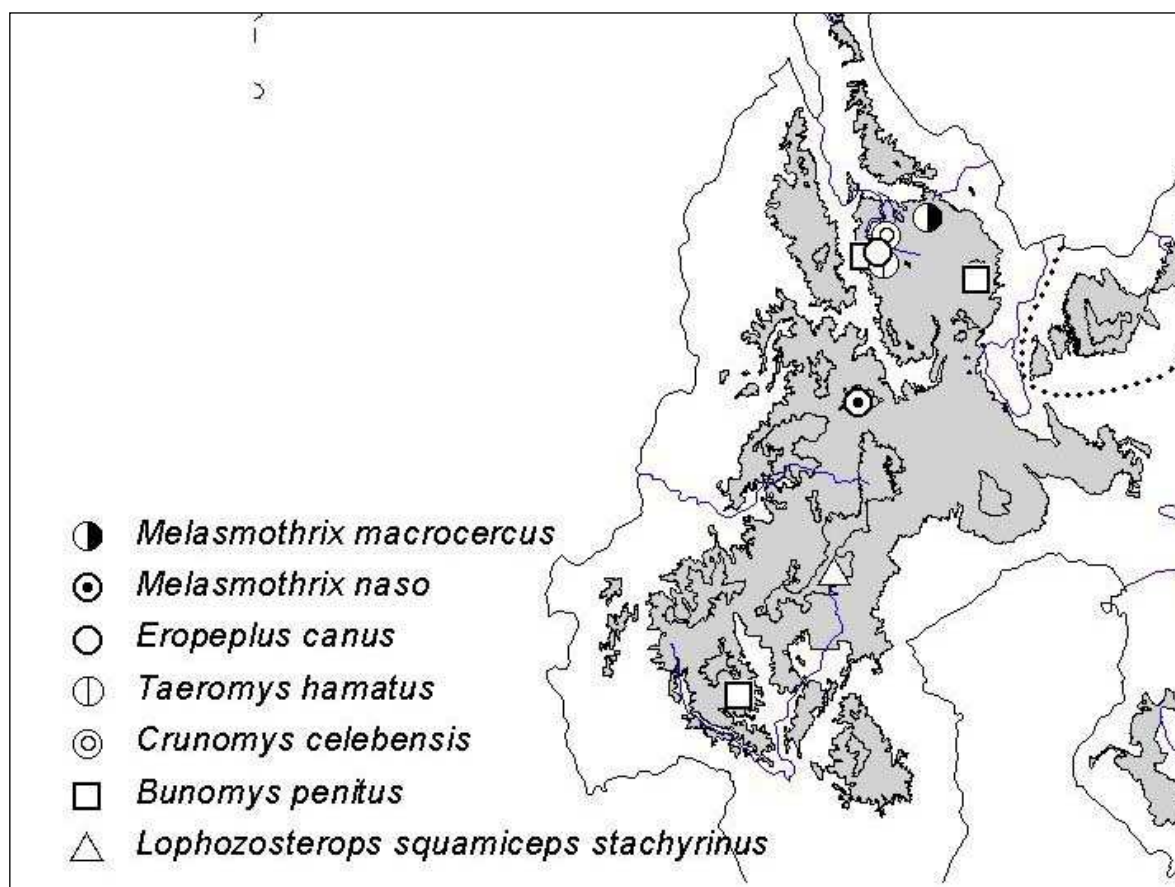 Melasmothrix macrocercus
Melasmothrix naso
Eropeplus canus
Taeromys hamatus
Crunomys celebensis
Bunomys penitus
Lophozosterops squamiceps stachyrinus